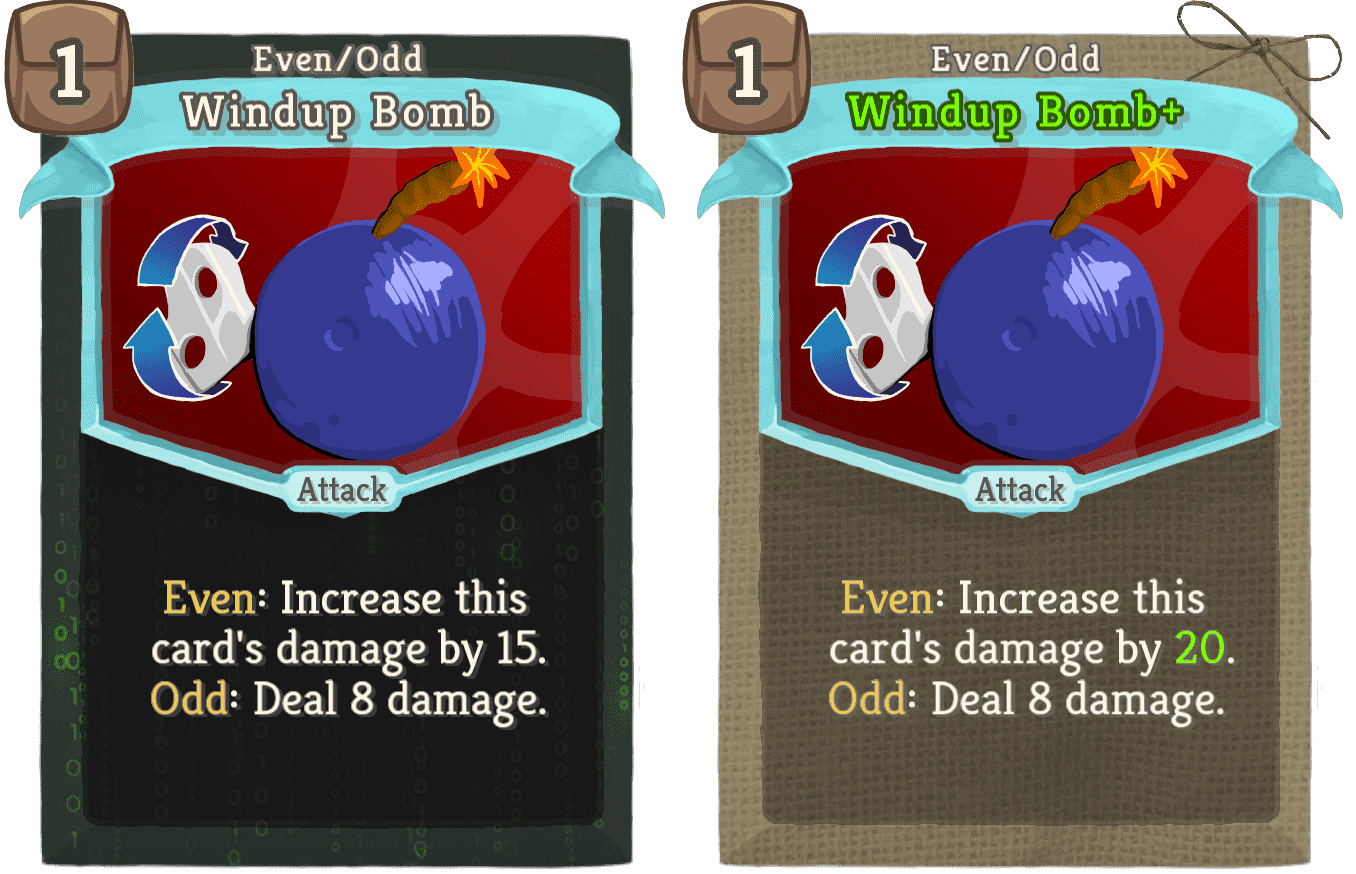 1
Even/Odd
Windup Bomb
Attack
Even: Increase this
card's damage by 15.
Odd: Deal 8 damage.
1
Even/Odd
Windup Bomb+
Attack
Even: Increase this
card's damage by 20.
Odd: Deal 8 damage.